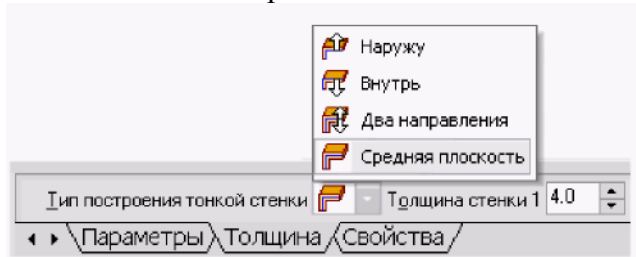 Наружу
Внутрь
Два направления
Средняя плоскость
Тип построения тонкой стенки Толщина стенки 1 4.0
Параметры Толщина Свойства